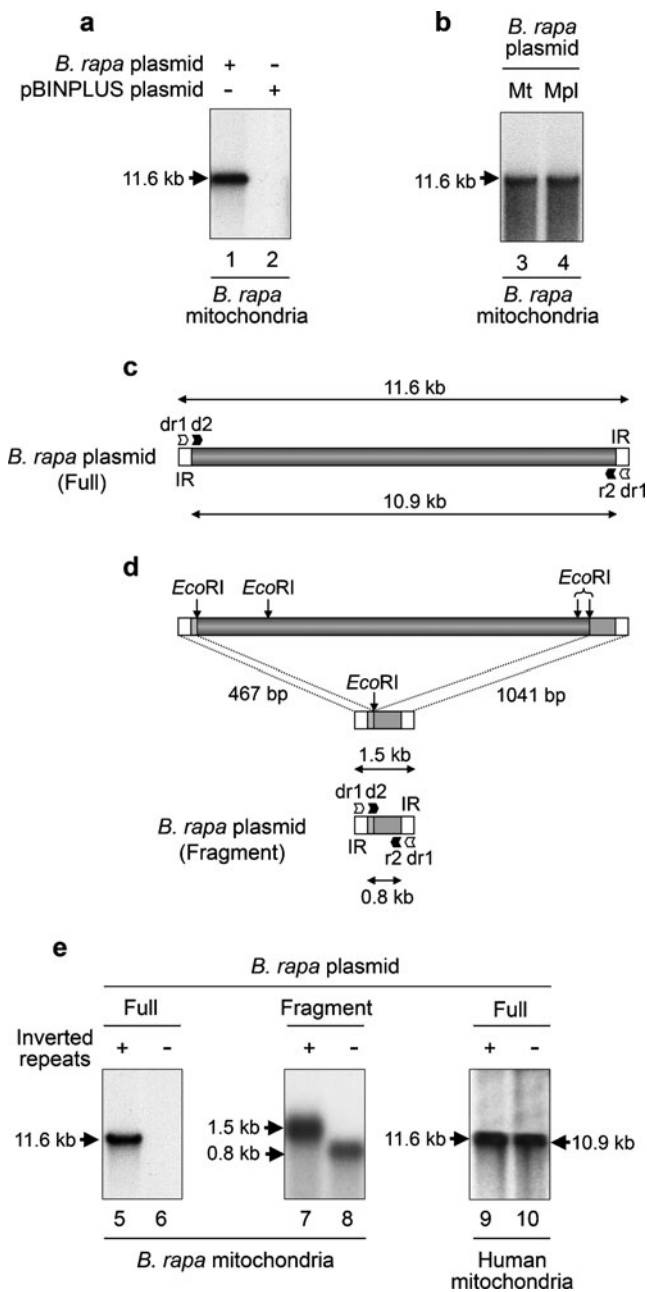 a
B. rapa plasmid + -
pBINPLUS plasmid - +
11.6 kb
1 2
B. rapa
mitochondria
b
B. rapa
plasmid
Mt Mpl
11.6 kb
3 4
B. rapa
mitochondria
c
11.6 kb
dr1 d2
IR
B. rapa plasmid
(Full)
IR
r2 dr1
10.9 kb
d
EcoRI EcoRI EcoRI
EcoRI
467 bp 1041 bp
1.5 kb
dr1 d2
IR
B. rapa plasmid
(Fragment)
IR
r2 dr1
0.8 kb
e
B. rapa plasmid
Full Fragment Full
Inverted
repeats
+ - + - + -
11.6 kb
1.5 kb
0.8 kb
11.6 kb
10.9 kb
5 6 7 8 9 10
B. rapa mitochondria
Human
mitochondria